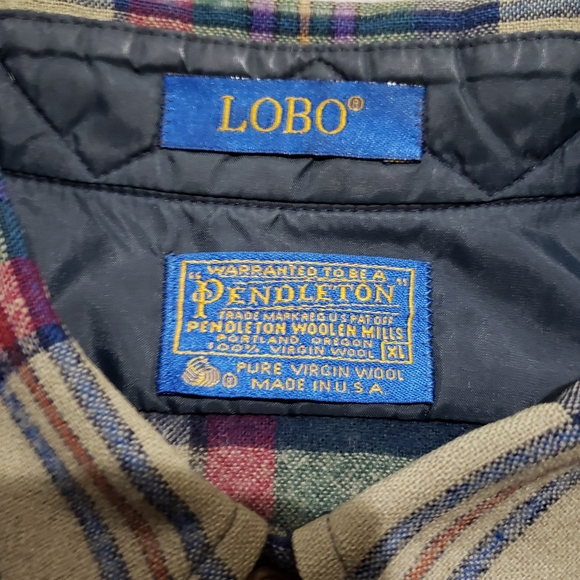 LOBO®
WARRANTED TO BE A
"PENDLETON"
TRADE MARK REG U S PAT OFF
PENDLETON WOOLEN MILLS
PORTLAND, OREGON
100% VIRGIN WOOL XL
® PURE VIRGIN WOOL
MADE IN U S A